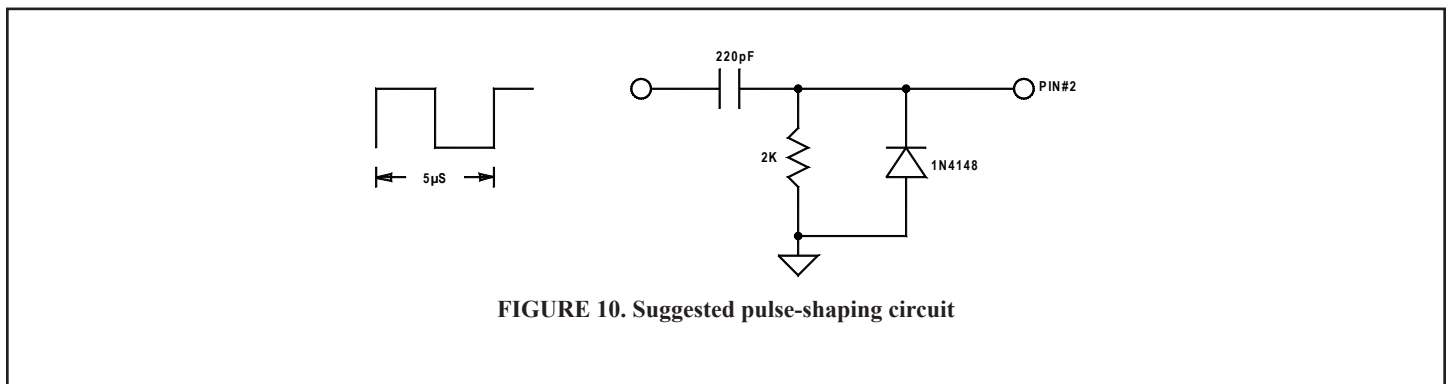 220pF
PIN#2
2K
1N4148
5µS
FIGURE 10. Suggested pulse-shaping circuit